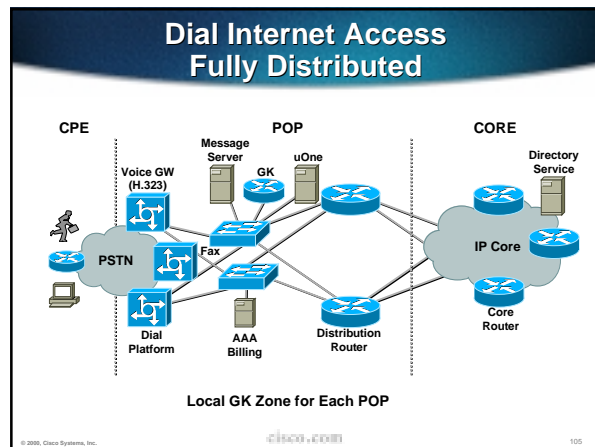 Dial Internet Access
Fully Distributed
CPE
POP
CORE
Message
Server
GK
uOne
Directory
Service
Voice GW
(H.323)
PSTN
Fax
IP Core
Dial
Platform
AAA
Billing
Distribution
Router
Core
Router
Local GK Zone for Each POP
© 2000, Cisco Systems, Inc.
cisco.com
105